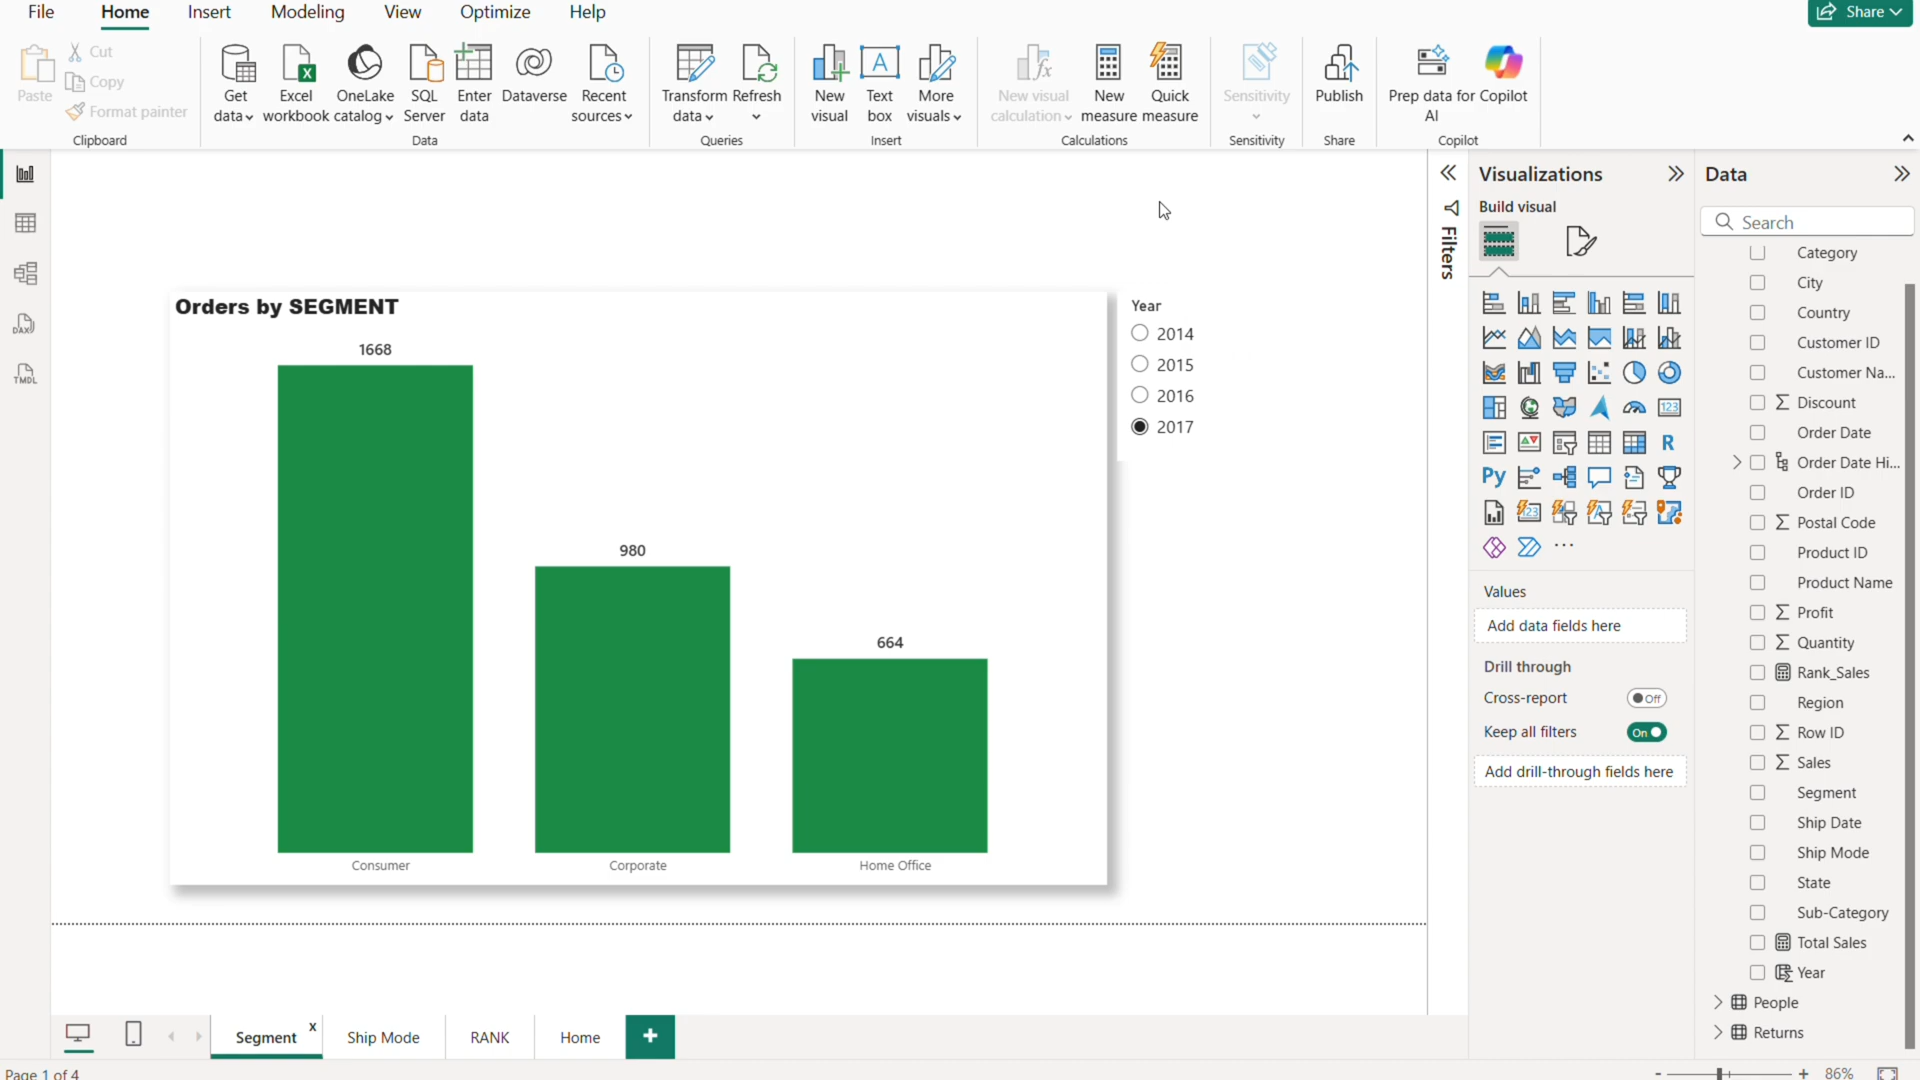 File Home Insert Modeling View Optimize Help Share
Paste
Cut
Copy
Format painter
Clipboard
Get data
Excel workbook
OneLake catalog
SQL Server
Enter data
Dataverse
Recent sources
Data
Transform data
Refresh
Queries
New visual
Text box
A
More visuals
Insert
New visual calculation
New measure
Quick measure
Calculations
Sensitivity
Sensitivity
Publish
Share
Prep data for AI
Copilot
Copilot
DAX
TMDL
Orders by SEGMENT
1668
980
664
Consumer
Corporate
Home Office
Year
2014
2015
2016
2017
Filters
Visualizations
Build visual
123
R
Py
123
Values
Add data fields here
Drill through
Cross-report
Off
Keep all filters
On
Add drill-through fields here
Data
Search
Category
City
Country
Customer ID
Customer Na...
Discount
Order Date
Order Date Hi...
Order ID
Postal Code
Product ID
Product Name
Profit
Quantity
Rank_Sales
Region
Row ID
Sales
Segment
Ship Date
Ship Mode
State
Sub-Category
Total Sales
Year
People
Returns
Segment x
Ship Mode
RANK
Home
+
Page 1 of 4
- + 86%